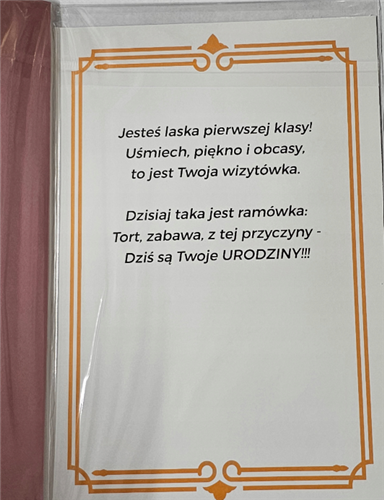 Jesteś laska pierwszej klasy!
Uśmiech, piękno i obcasy,
to jest Twoja wizytówka.
Dzisiaj taka jest ramówka:
Tort, zabawa, z tej przyczyny -
Dziś są Twoje URODZINY!!!